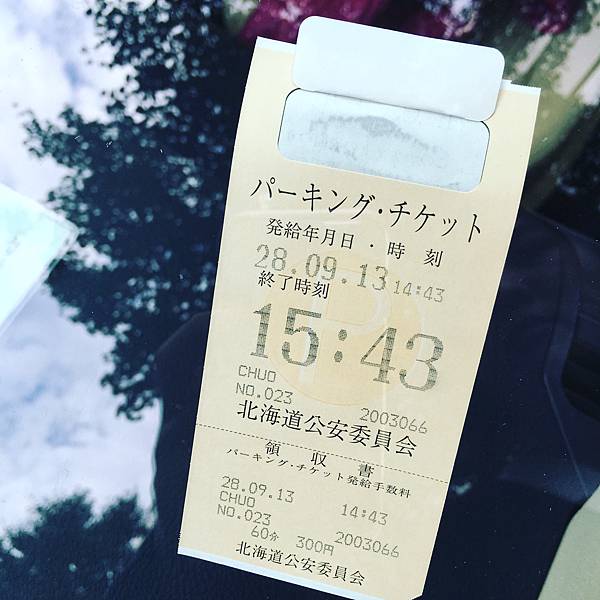 パーキング・チケット
発給年月日・時刻
28.09.13 14:43
終了時刻
15:43
CHUO
NO.023 2003066
北海道公安委員会
領収書
パーキング・チケット発給手数料
28.09.13 14:43
CHUO
NO.023 2003066
60分 300円
北海道公安委員会